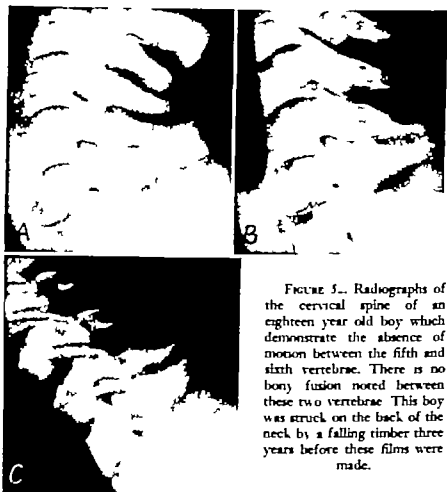 A
B
C
FIGURE 5.. Radiographs of
the cervical spine of an
eighteen year old boy which
demonstrate the absence of
motion between the fifth and
sixth vertebrae. There is no
bony fusion noted between
these two vertebrae This boy
was struck on the back of the
neck by a falling timber three
years before these films were
made.